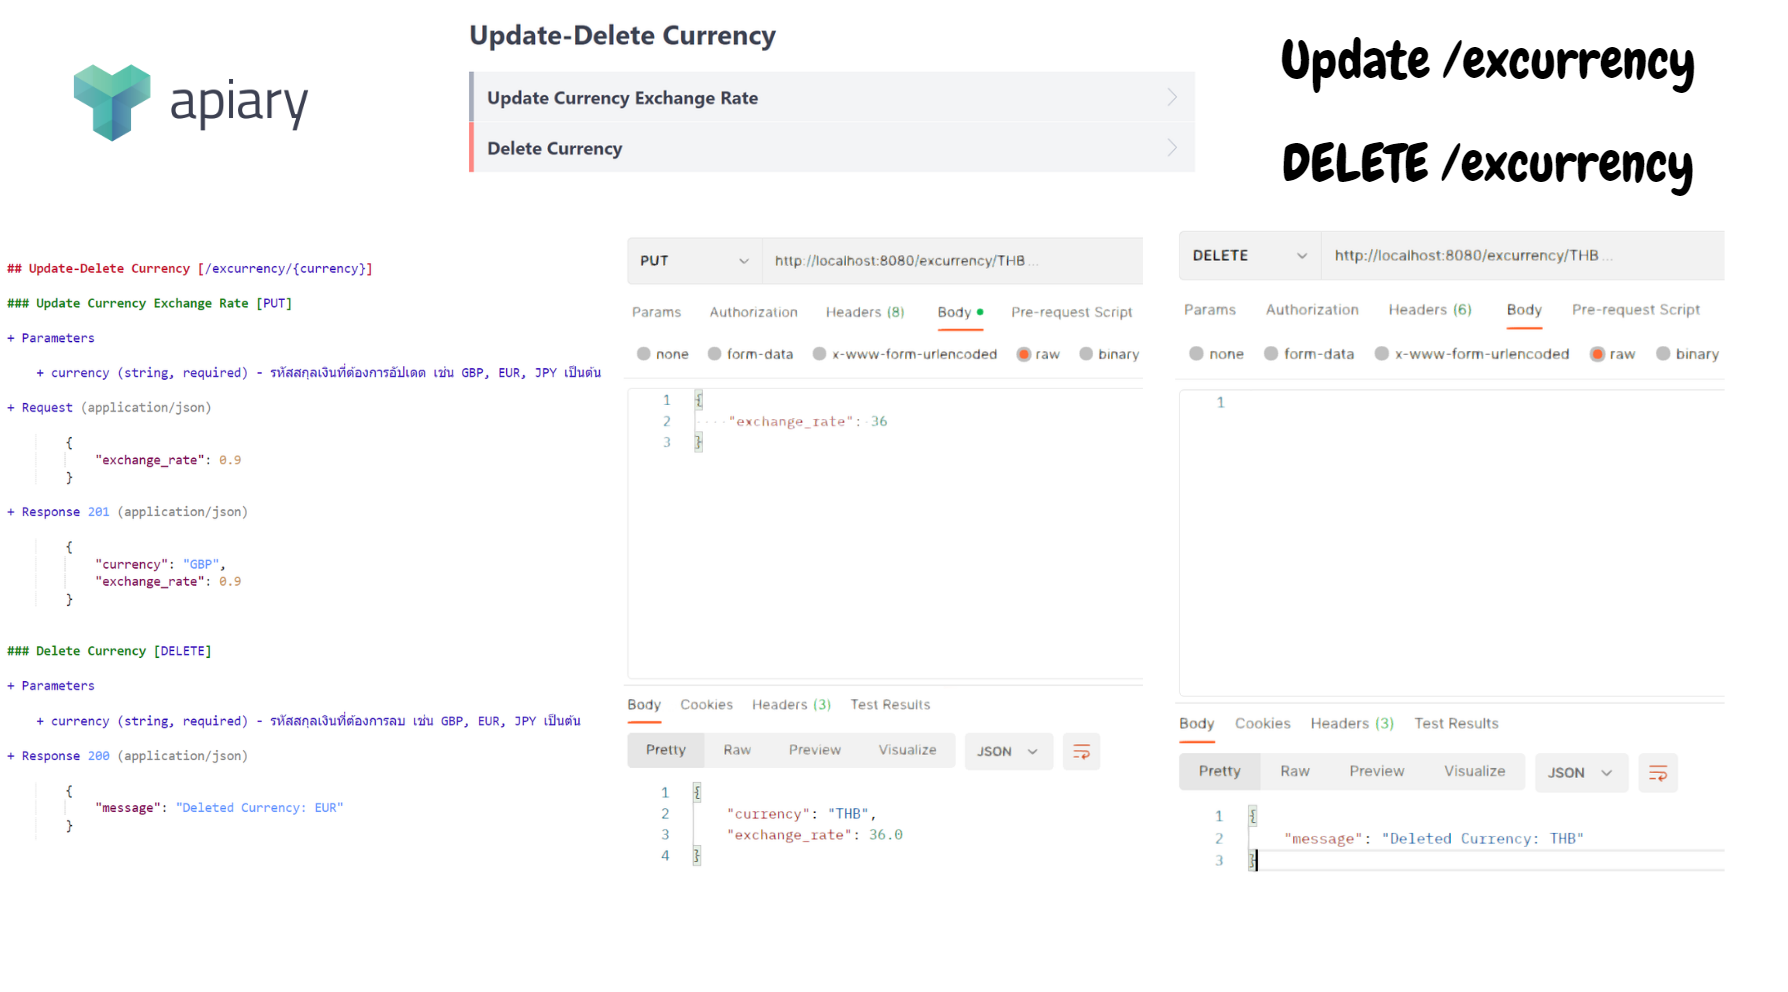 apiary
Update-Delete Currency
Update Currency Exchange Rate
Delete Currency
Update /excurrency
DELETE /excurrency
## Update-Delete Currency [/excurrency/{currency}]
### Update Currency Exchange Rate [PUT]
+ Parameters
+ currency (string, required) - รหัสสกุลเงินที่ต้องการอัปเดต เช่น GBP, EUR, JPY เป็นต้น
+ Request (application/json)
{
"exchange_rate": 0.9
}
+ Response 201 (application/json)
{
"currency": "GBP",
"exchange_rate": 0.9
}
### Delete Currency [DELETE]
+ Parameters
+ currency (string, required) - รหัสสกุลเงินที่ต้องการลบ เช่น GBP, EUR, JPY เป็นต้น
+ Response 200 (application/json)
{
"message": "Deleted Currency: EUR"
}
PUT http://localhost:8080/excurrency/THB ...
Params Authorization Headers (8) Body Pre-request Script
none form-data x-www-form-urlencoded raw binary
1 {
2 "exchange_rate": 36
3 }
Body Cookies Headers (3) Test Results
Pretty Raw Preview Visualize JSON
1 {
2 "currency": "THB",
3 "exchange_rate": 36.0
4 }
DELETE http://localhost:8080/excurrency/THB ...
Params Authorization Headers (6) Body Pre-request Script
none form-data x-www-form-urlencoded raw binary
1
Body Cookies Headers (3) Test Results
Pretty Raw Preview Visualize JSON
1 {
2 "message": "Deleted Currency: THB"
3 }